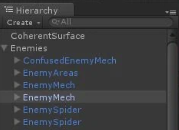 Hierarchy
Create All
CoherentSurface
Enemies
ConfusedEnemyMech
EnemyAreas
EnemyMech
EnemyMech
EnemySpider
EnemySpider